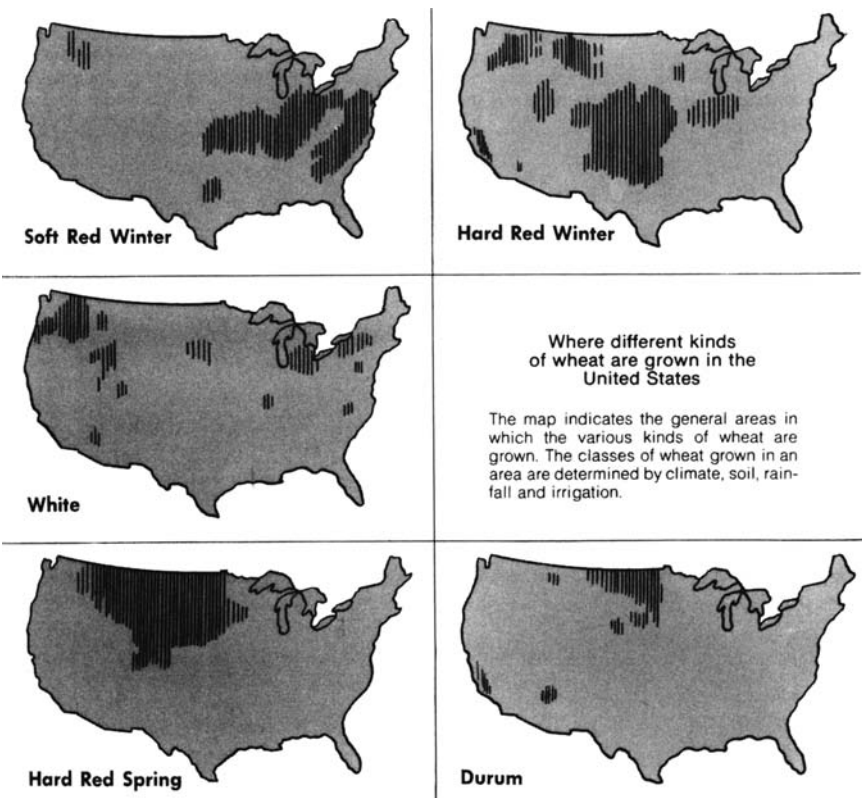 Soft Red Winter
Hard Red Winter
White
Where different kinds
of wheat are grown in the
United States
The map indicates the general areas in
which the various kinds of wheat are
grown. The classes of wheat grown in an
area are determined by climate, soil, rain-
fall and irrigation.
Hard Red Spring
Durum